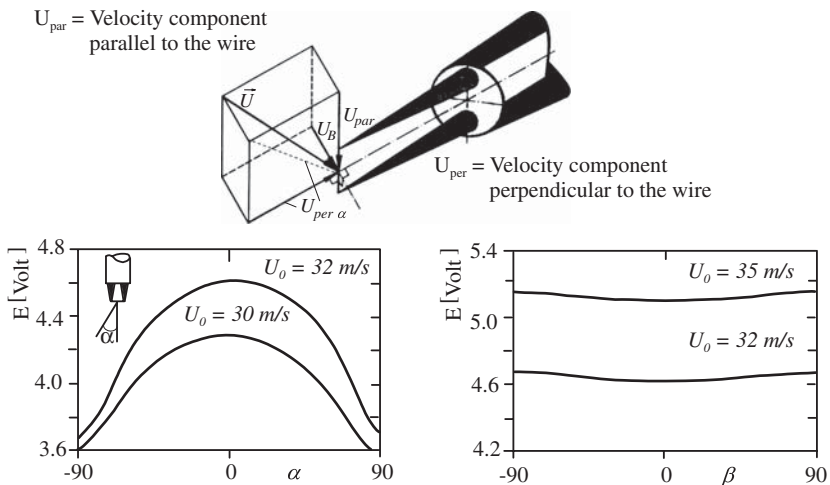 U_par = Velocity component
parallel to the wire
U⃗
U_B
U_par
U_per = Velocity component
perpendicular to the wire
U_per α
4.8
U_0 = 32 m/s
E [Volt]
4.4
U_0 = 30 m/s
α
4.0
3.6
-90
0
α
90
5.4
U_0 = 35 m/s
E [Volt]
5.0
U_0 = 32 m/s
4.6
4.2
-90
0
β
90